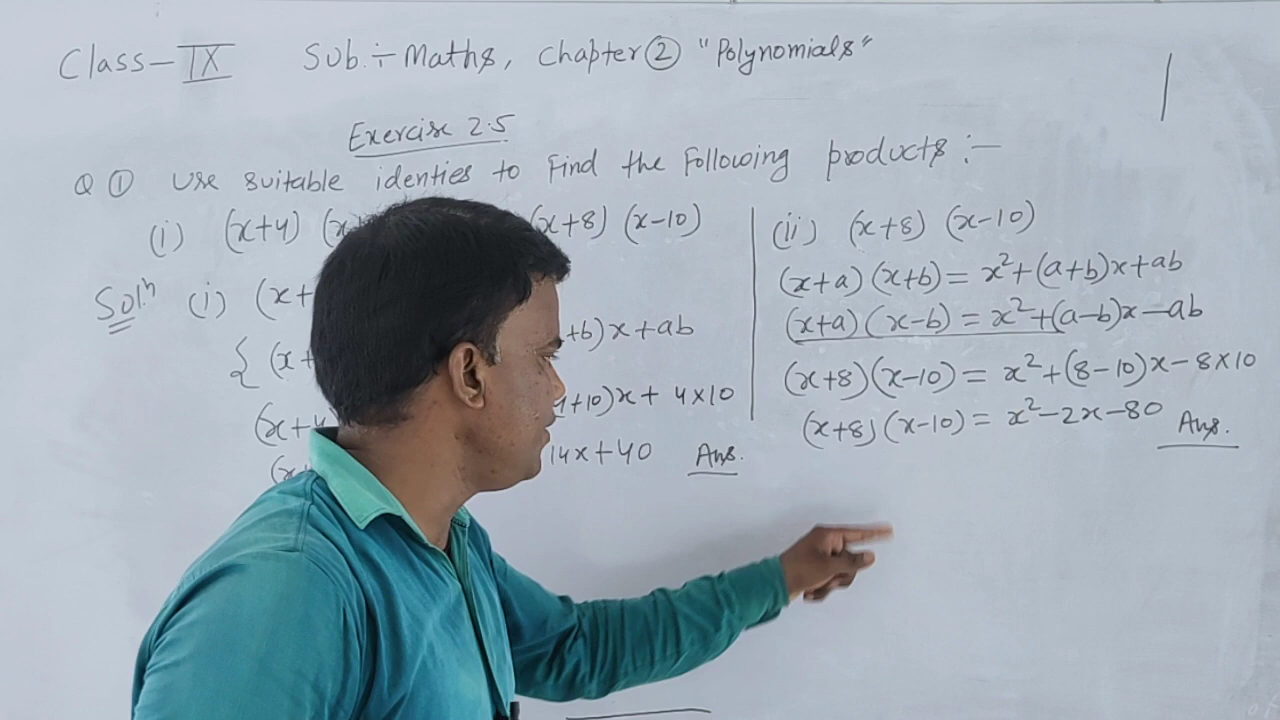 Class-IX Sub.÷Maths, Chapter② "Polynomials"
Exercise 2.5
Q① Use suitable identies to Find the Following products:-
(i) (x+4) (x+8) (x-10)
Solⁿ (i) (x+
{(x+ +b)x+ab
(x+4 +10)x+ 4×10
(x 14x+40 Ans.
(ii) (x+8) (x-10)
(x+a)(x+b)= x²+(a+b)x+ab
(x+a)(x-b)= x²+(a-b)x-ab
(x+8)(x-10)= x²+(8-10)x-8×10
(x+8)(x-10)= x²-2x-80 Ans.